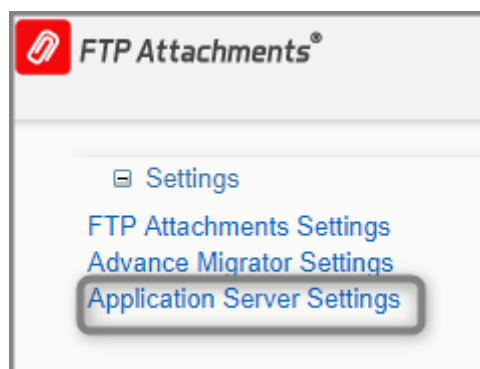 FTP Attachments®
Settings
FTP Attachments Settings
Advance Migrator Settings
Application Server Settings